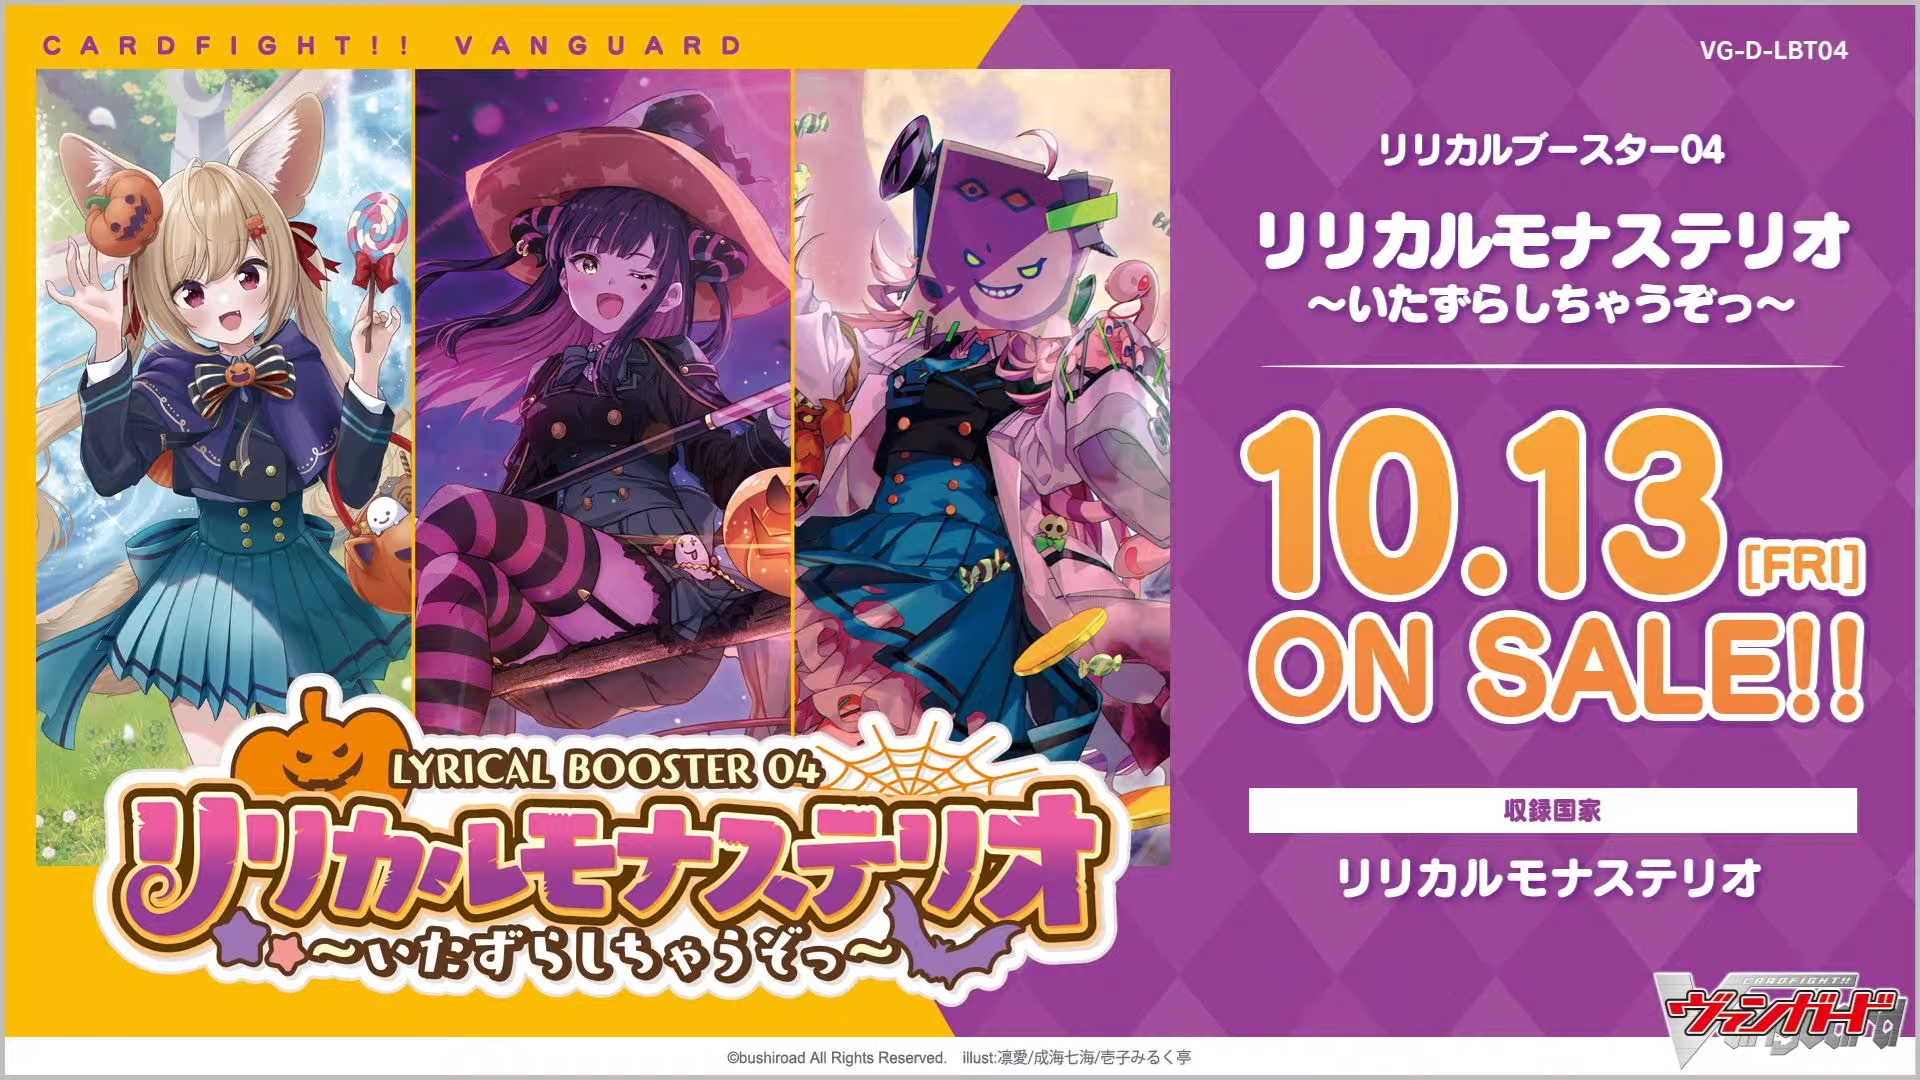 CARDFIGHT!! VANGUARD
VG-D-LBT04
リリカルブースター04
リリカルモナステリオ
～いたずらしちゃうぞっ～
10.13 [FRI]
ON SALE!!
収録国家
リリカルモナステリオ
LYRICAL BOOSTER 04
リリカルモナステリオ
～いたずらしちゃうぞっ～
CARDFIGHT!!
ヴァンガード
Vanguard
©bushiroad All Rights Reserved. illust:凛愛/成海七海/壱子みるく亭